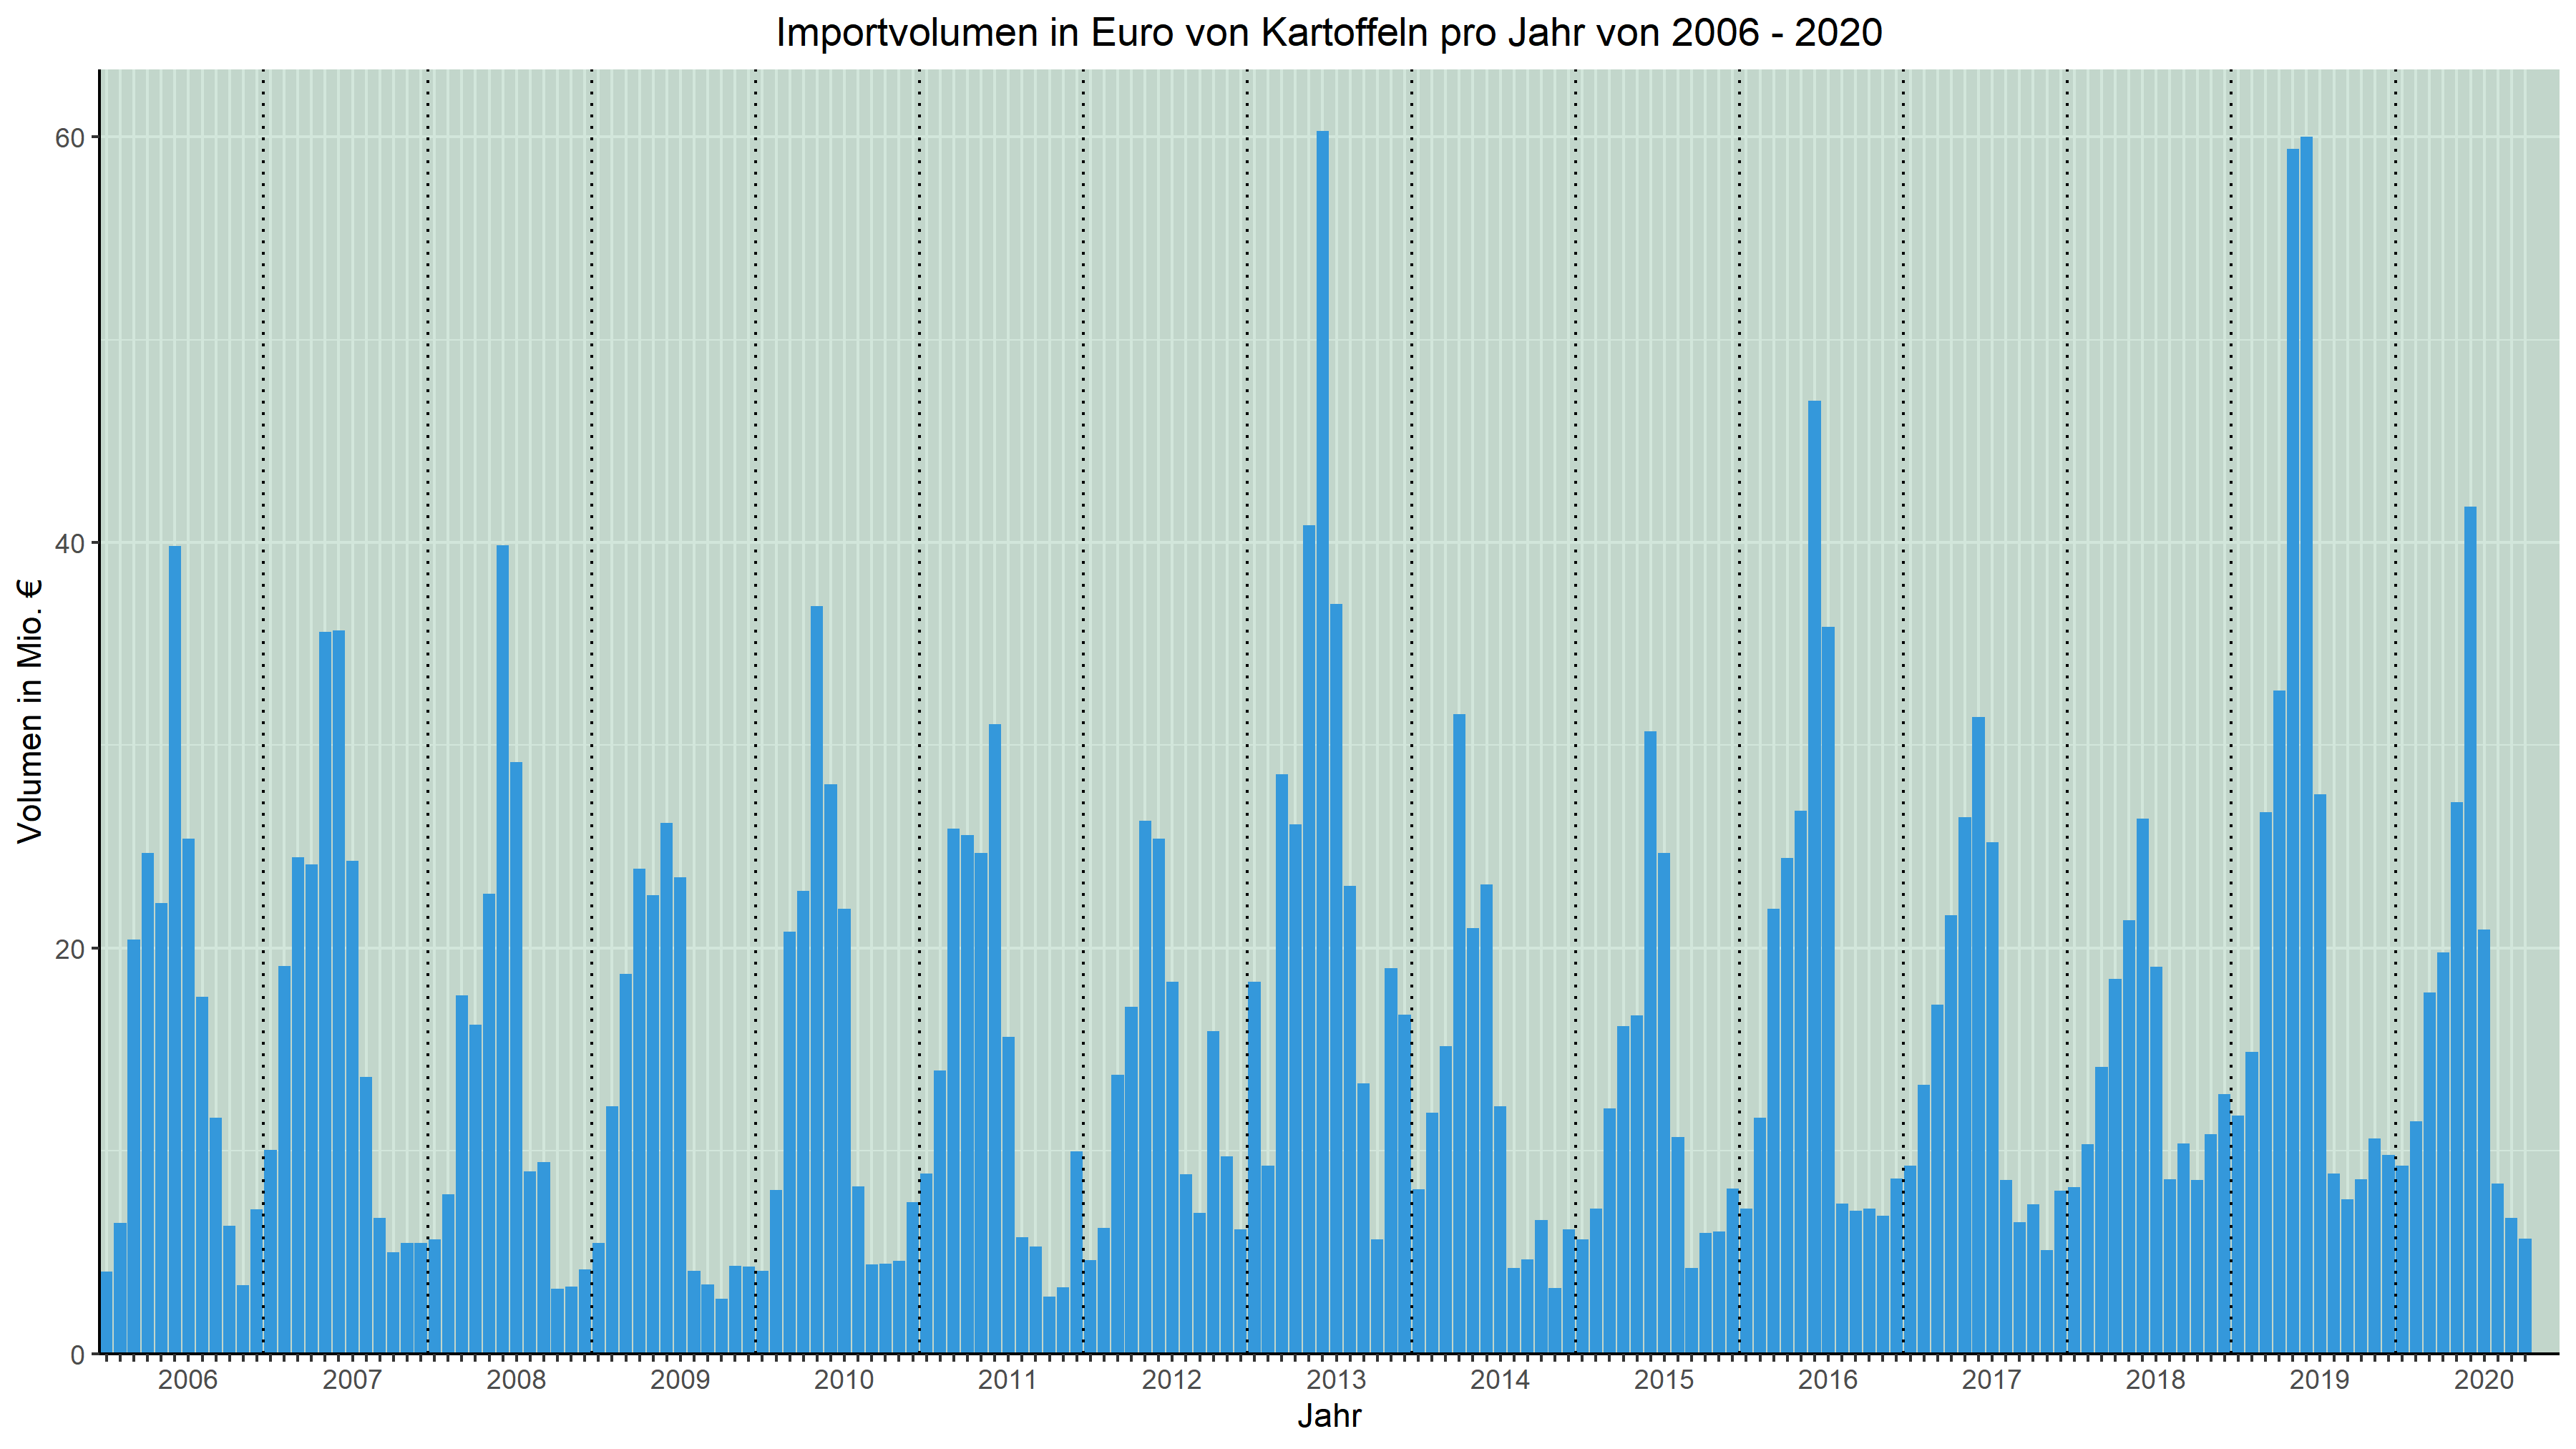 Importvolumen in Euro von Kartoffeln pro Jahr von 2006 - 2020
Volumen in Mio. €
60
40
20
0
2006 2007 2008 2009 2010 2011 2012 2013 2014 2015 2016 2017 2018 2019 2020
Jahr